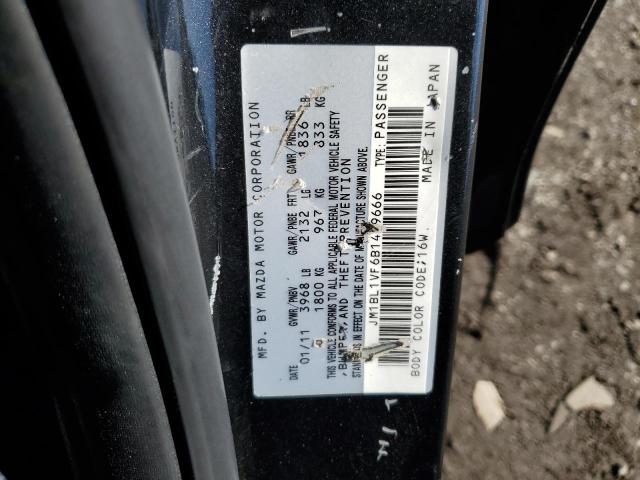 MFD. BY MAZDA MOTOR CORPORATION
DATE GVWR/PNBV GAWR/PNBE FRT GAWR/PNBE RR
01/11 3968 LB 2132 LB 1836 LB
1800 KG 967 KG 833 KG
THIS VEHICLE CONFORMS TO ALL APPLICABLE FEDERAL MOTOR VEHICLE SAFETY
, BUMPER, AND THEFT PREVENTION
STANDARDS IN EFFECT ON THE DATE OF MANUFACTURE SHOWN ABOVE.
TYPE: PASSENGER
BODY COLOR CODE;16W
MADE IN JAPAN